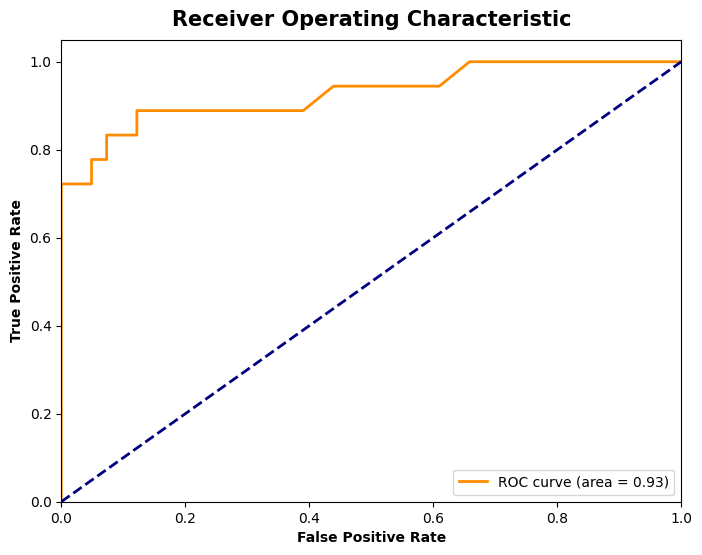 Receiver Operating Characteristic
True Positive Rate
1.0
0.8
0.6
0.4
0.2
0.0
ROC curve (area = 0.93)
0.0 0.2 0.4 0.6 0.8 1.0
False Positive Rate